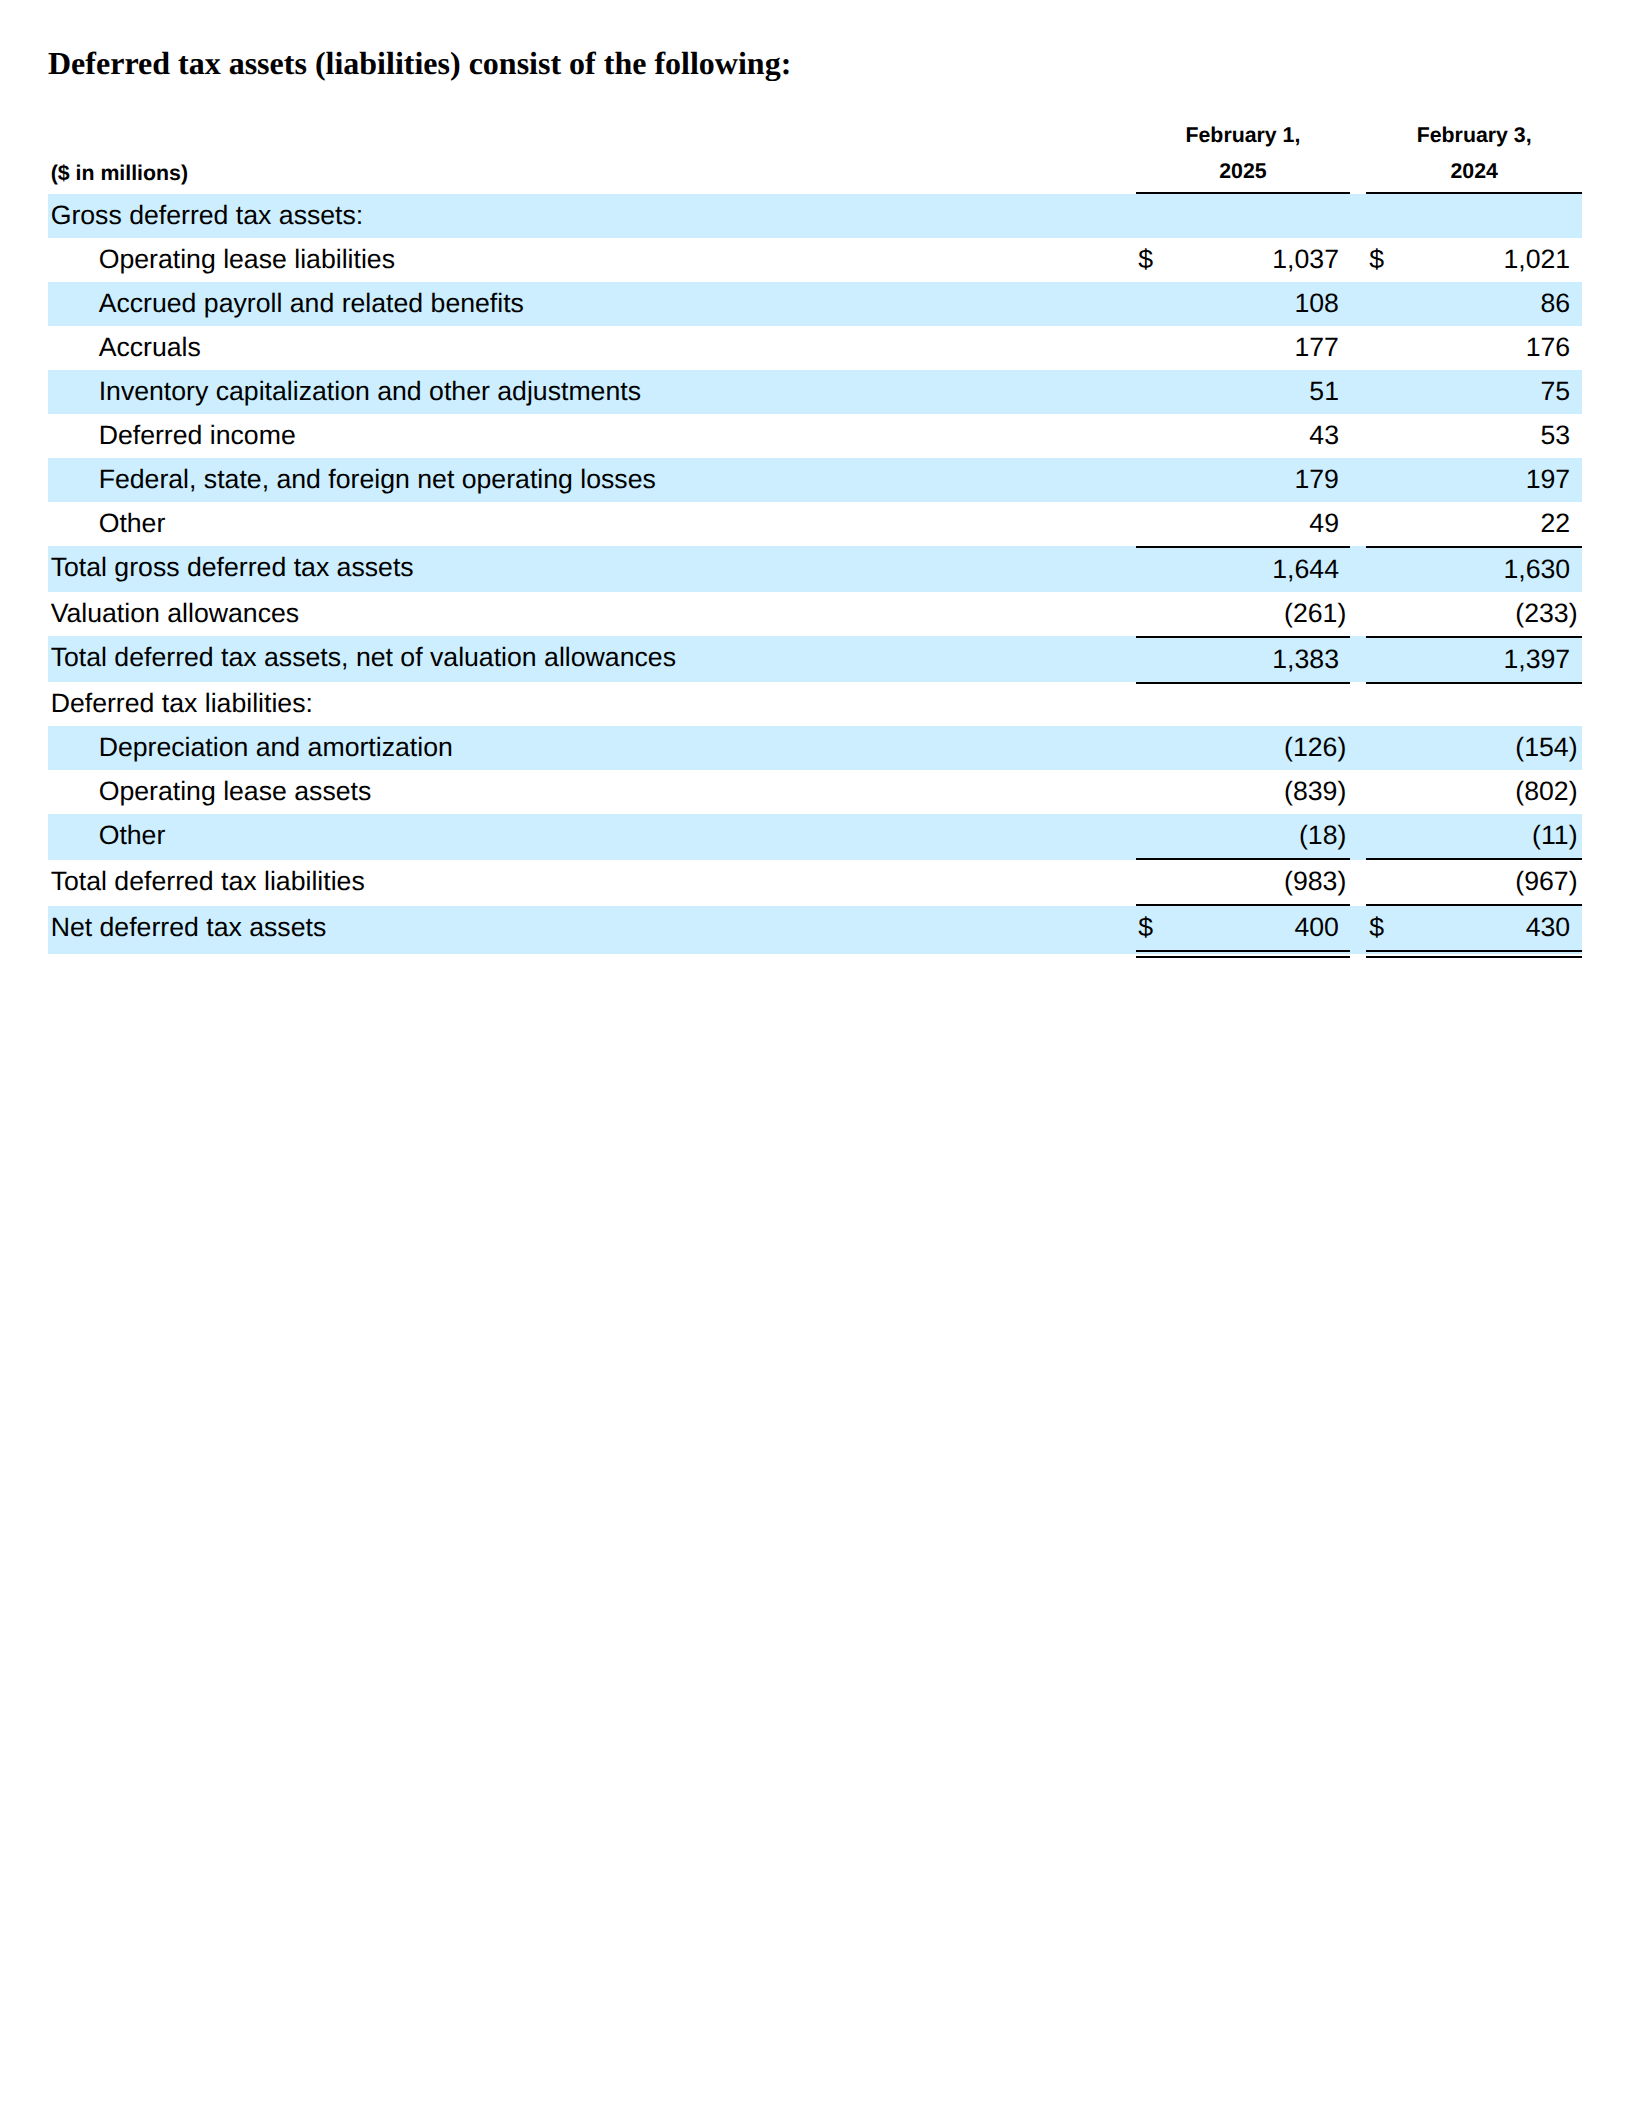 Deferred tax assets (liabilities) consist of the following:
($ in millions) February 1, 2025 February 3, 2024
Gross deferred tax assets:
Operating lease liabilities $ 1,037 $ 1,021
Accrued payroll and related benefits 108 86
Accruals 177 176
Inventory capitalization and other adjustments 51 75
Deferred income 43 53
Federal, state, and foreign net operating losses 179 197
Other 49 22
Total gross deferred tax assets 1,644 1,630
Valuation allowances (261) (233)
Total deferred tax assets, net of valuation allowances 1,383 1,397
Deferred tax liabilities:
Depreciation and amortization (126) (154)
Operating lease assets (839) (802)
Other (18) (11)
Total deferred tax liabilities (983) (967)
Net deferred tax assets $ 400 $ 430